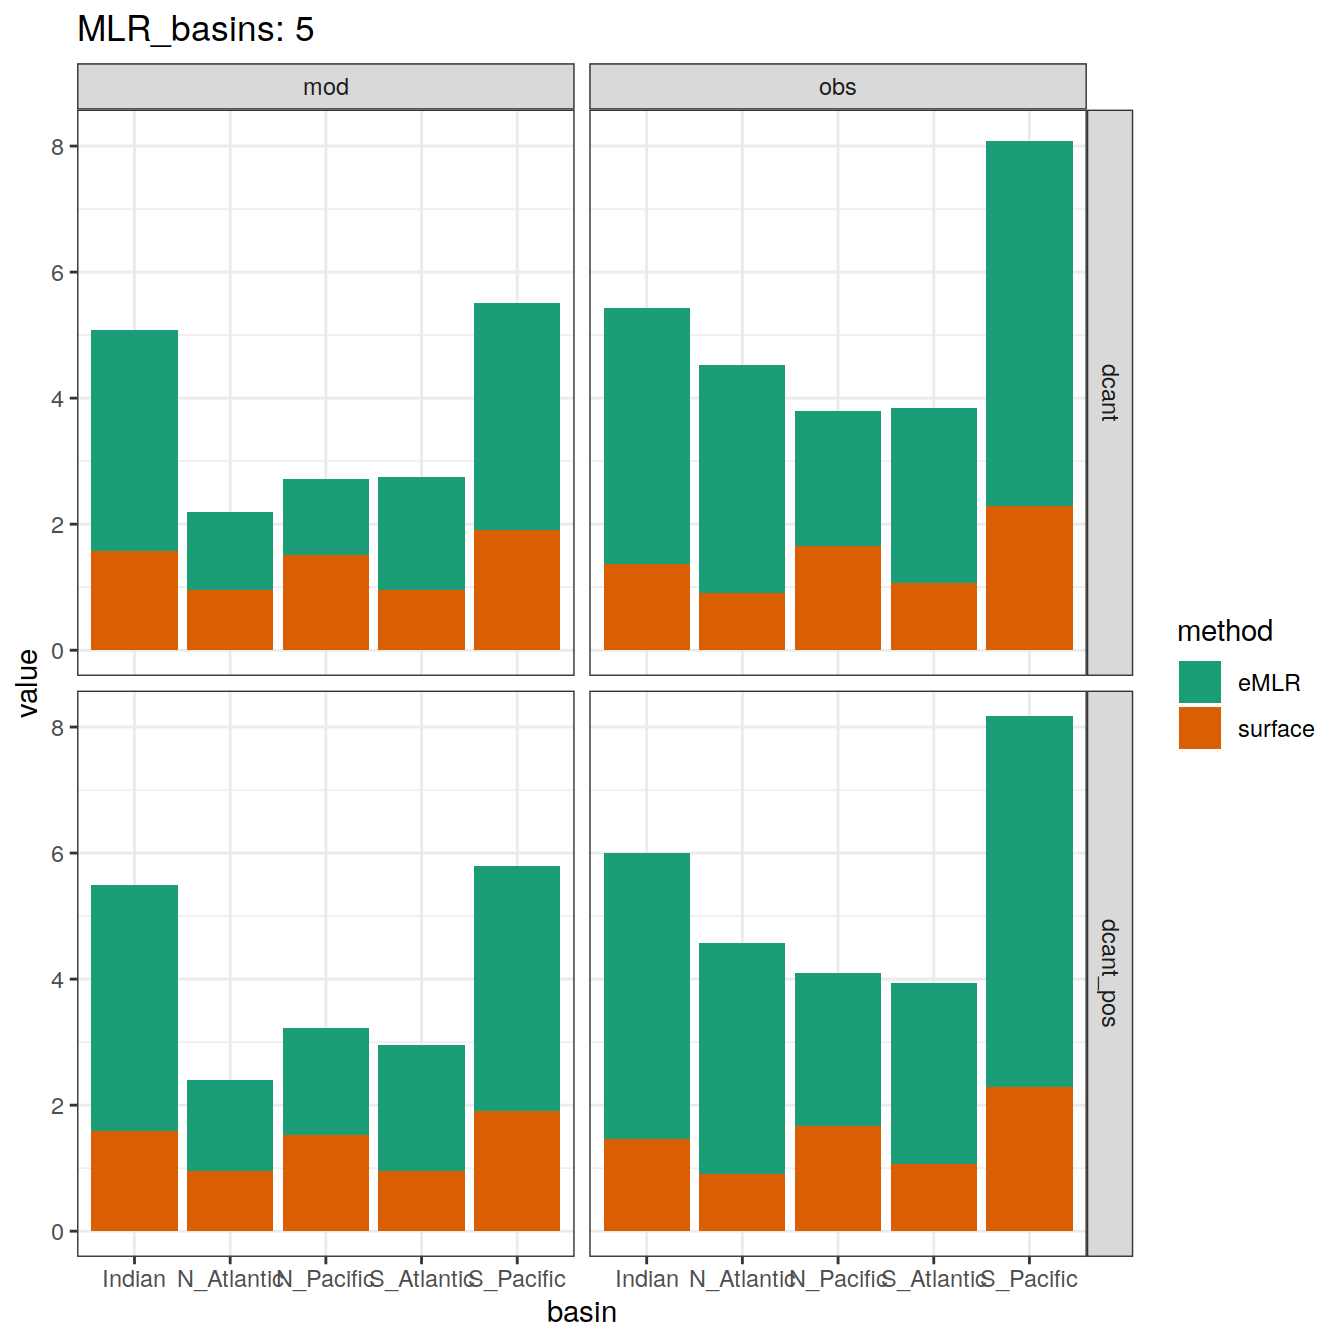 MLR_basins: 5
mod
obs
8
6
4
2
0
dcant
8
6
4
2
0
dcant_pos
value
Indian N_Atlantic N_Pacific S_Atlantic S_Pacific
Indian N_Atlantic N_Pacific S_Atlantic S_Pacific
basin
method
eMLR
surface